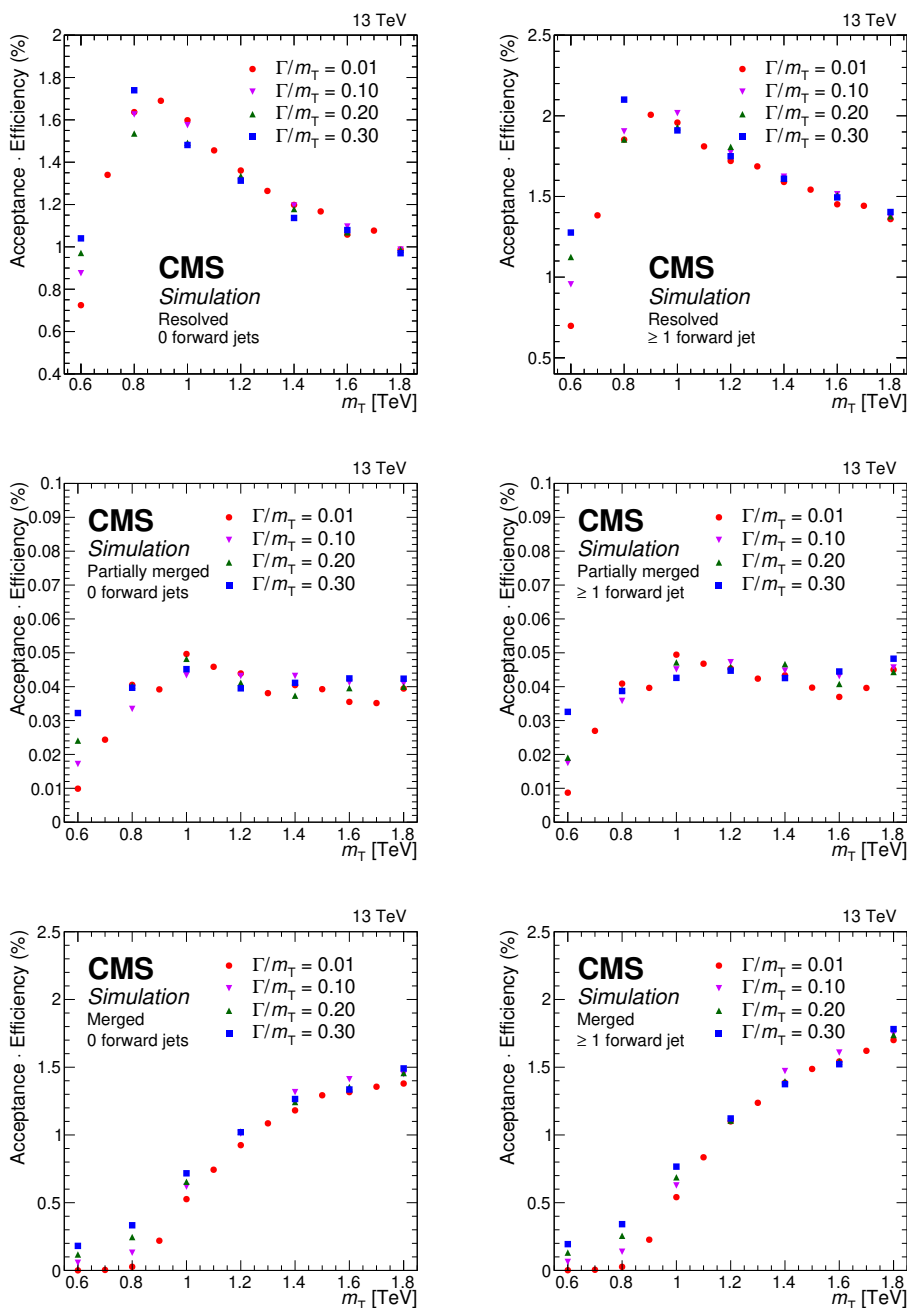 13 TeV
Acceptance · Efficiency (%)
2
1.8
1.6
1.4
1.2
1
0.8
0.6
0.4
Γ/m_T = 0.01
Γ/m_T = 0.10
Γ/m_T = 0.20
Γ/m_T = 0.30
CMS
Simulation
Resolved
0 forward jets
0.6 0.8 1 1.2 1.4 1.6 1.8
m_T [TeV]
13 TeV
Acceptance · Efficiency (%)
2.5
2
1.5
1
0.5
Γ/m_T = 0.01
Γ/m_T = 0.10
Γ/m_T = 0.20
Γ/m_T = 0.30
CMS
Simulation
Resolved
≥ 1 forward jet
0.6 0.8 1 1.2 1.4 1.6 1.8
m_T [TeV]
13 TeV
Acceptance · Efficiency (%)
0.1
0.09
0.08
0.07
0.06
0.05
0.04
0.03
0.02
0.01
0
CMS
Simulation
Partially merged
0 forward jets
Γ/m_T = 0.01
Γ/m_T = 0.10
Γ/m_T = 0.20
Γ/m_T = 0.30
0.6 0.8 1 1.2 1.4 1.6 1.8
m_T [TeV]
13 TeV
Acceptance · Efficiency (%)
0.1
0.09
0.08
0.07
0.06
0.05
0.04
0.03
0.02
0.01
0
CMS
Simulation
Partially merged
≥ 1 forward jet
Γ/m_T = 0.01
Γ/m_T = 0.10
Γ/m_T = 0.20
Γ/m_T = 0.30
0.6 0.8 1 1.2 1.4 1.6 1.8
m_T [TeV]
13 TeV
Acceptance · Efficiency (%)
2.5
2
1.5
1
0.5
0
CMS
Simulation
Merged
0 forward jets
Γ/m_T = 0.01
Γ/m_T = 0.10
Γ/m_T = 0.20
Γ/m_T = 0.30
0.6 0.8 1 1.2 1.4 1.6 1.8
m_T [TeV]
13 TeV
Acceptance · Efficiency (%)
2.5
2
1.5
1
0.5
0
CMS
Simulation
Merged
≥ 1 forward jet
Γ/m_T = 0.01
Γ/m_T = 0.10
Γ/m_T = 0.20
Γ/m_T = 0.30
0.6 0.8 1 1.2 1.4 1.6 1.8
m_T [TeV]